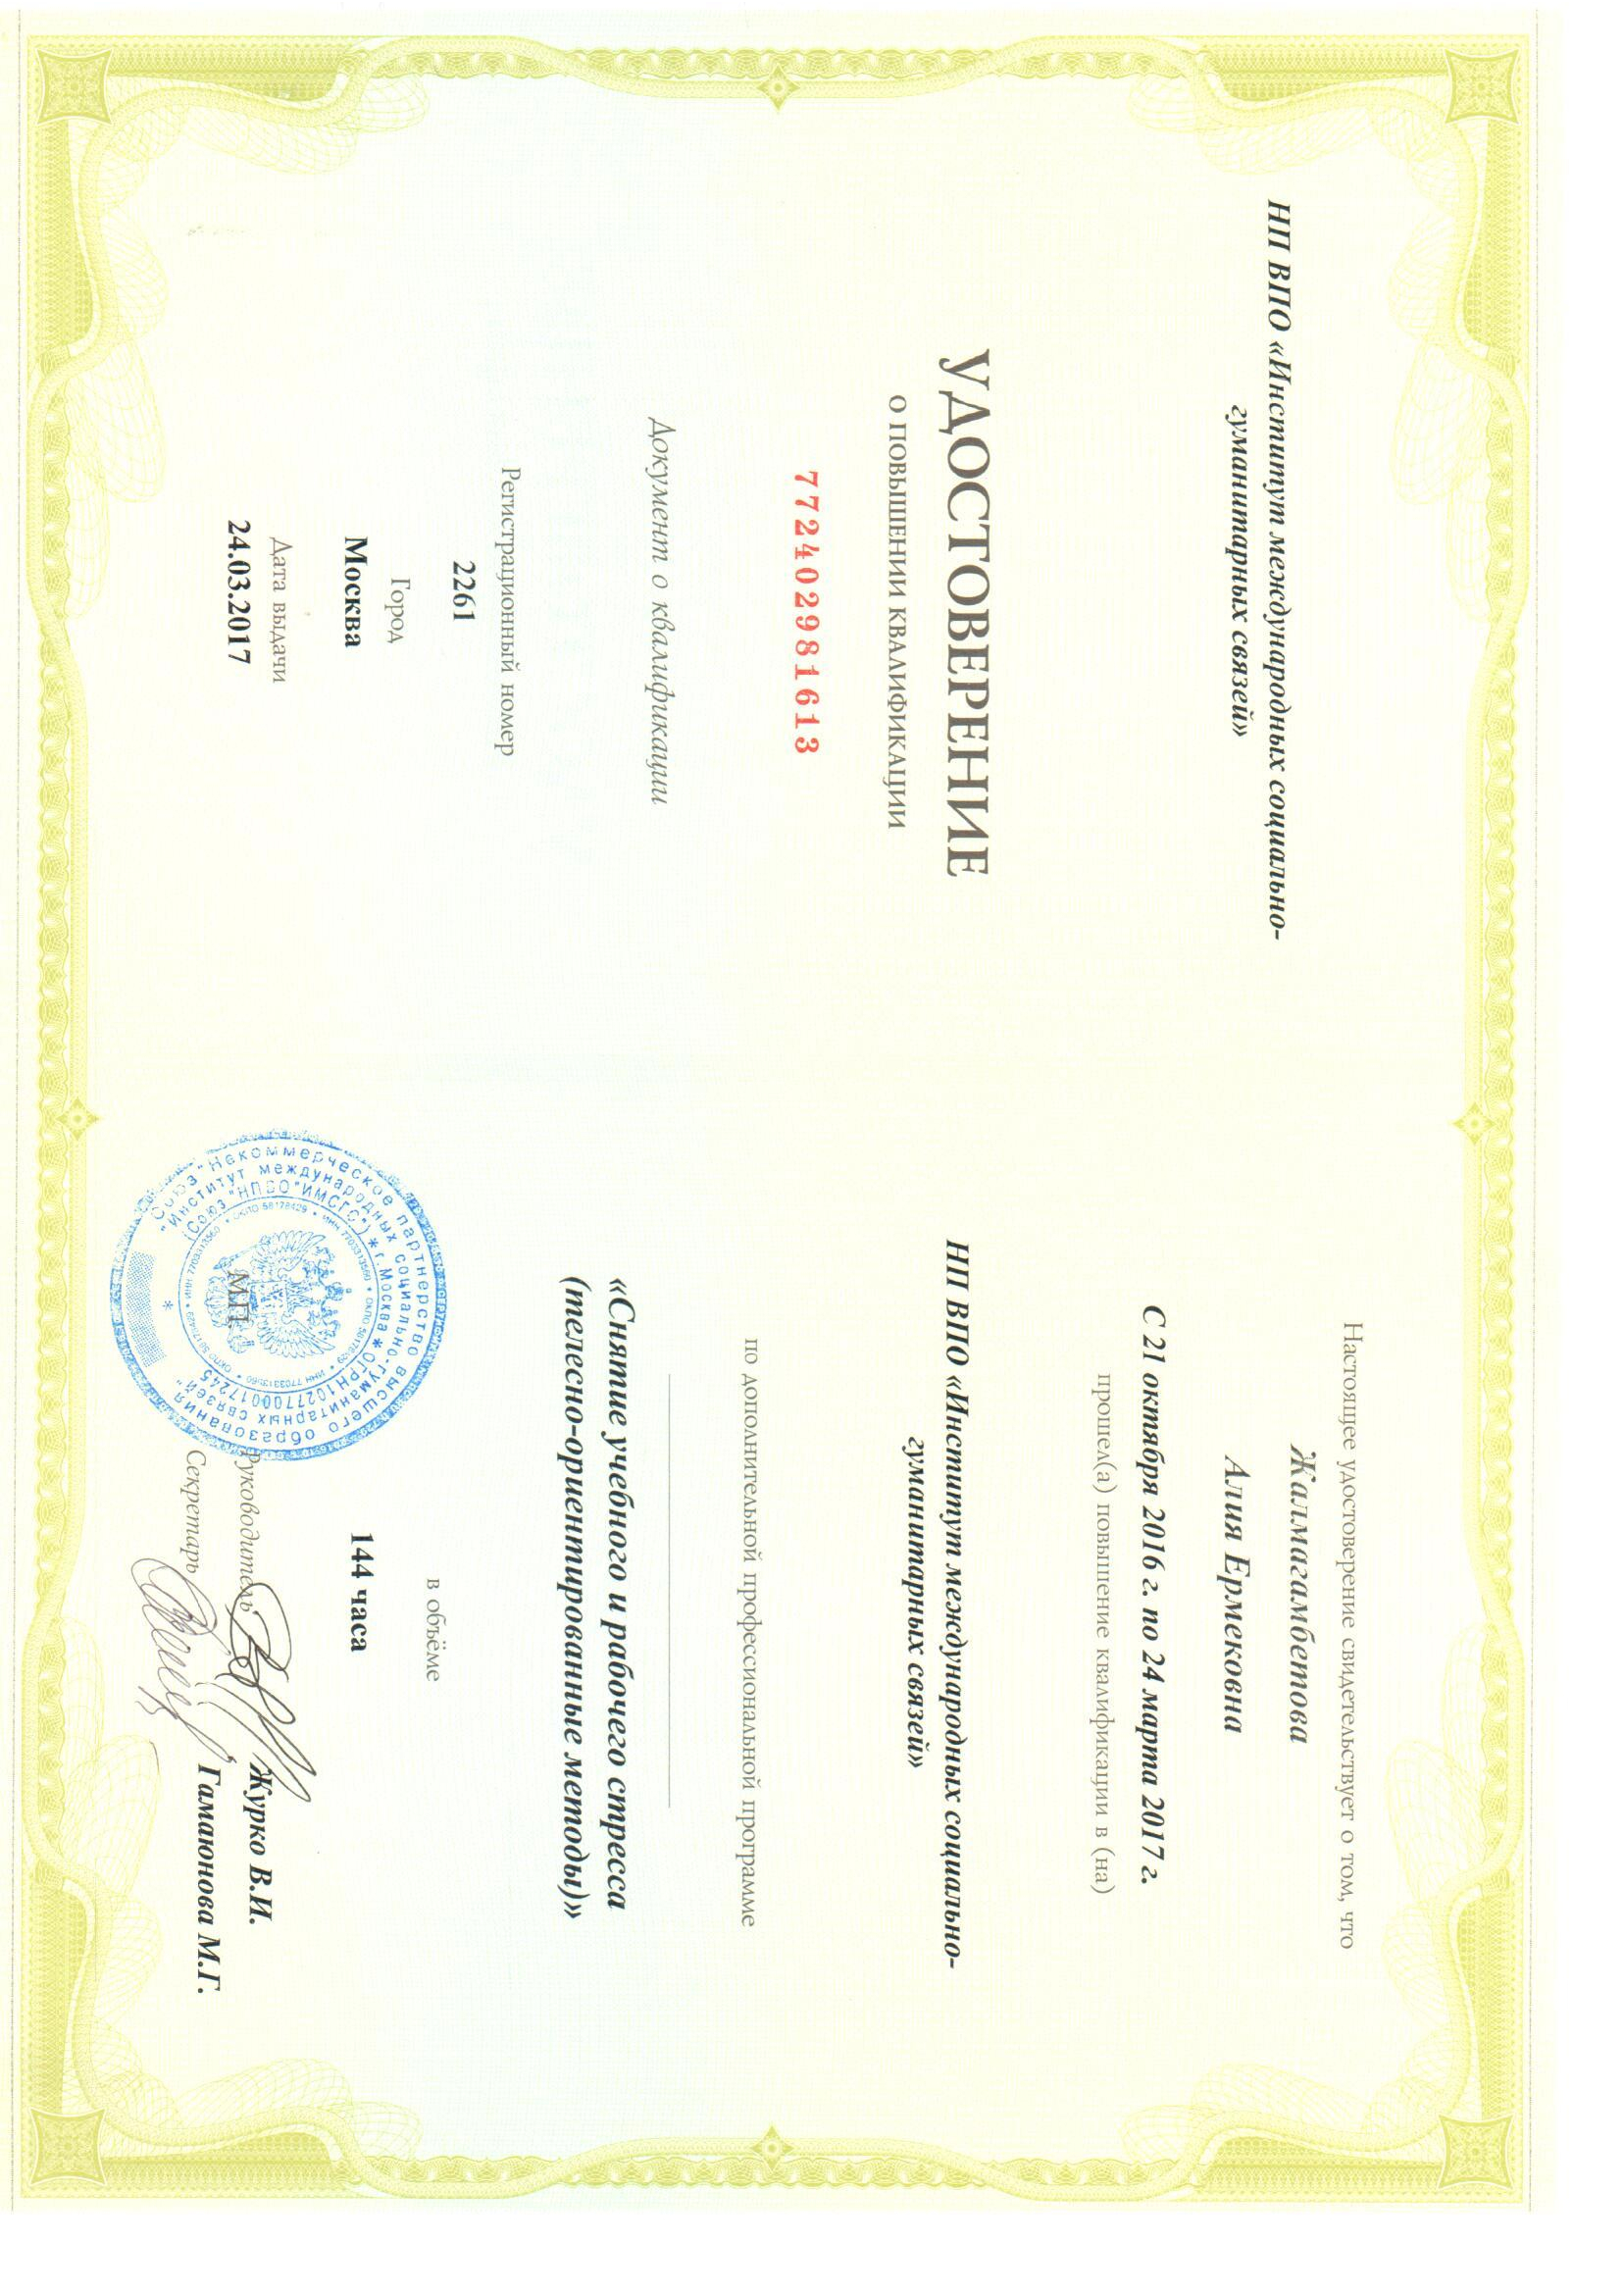 НП ВПО «Институт международных социально-
гуманитарных связей»
УДОСТОВЕРЕНИЕ
О ПОВЫШЕНИИ КВАЛИФИКАЦИИ
772402981613
Документ о квалификации
Регистрационный номер
2261
Город
Москва
Дата выдачи
24.03.2017
Настоящее удостоверение свидетельствует о том, что
Жалмагамбетова
Алия Ермековна
С 21 октября 2016 г. по 24 марта 2017 г.
прошел(а) повышение квалификации в (на)
НП ВПО «Институт международных социально-
гуманитарных связей»
по дополнительной профессиональной программе
«Снятие учебного и рабочего стресса
(телесно-ориентированные методы)»
в объёме
144 часа
Руководитель Журко В.И.
Секретарь Гамаюнова М.Г.
М.П.
Некоммерческое партнерство высшего образования
"Институт международных социально-гуманитарных связей"
(Союз "НПВО "ИМСГС") * г. Москва * ОГРН 1027700017245